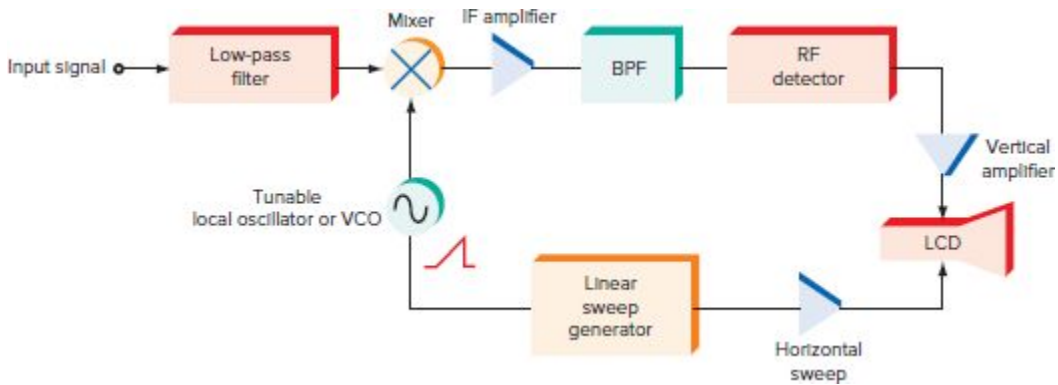 Mixer
IF amplifier
Input signal
Low-pass
filter
BPF
RF
detector
Vertical
amplifier
Tunable
local oscillator or VCO
LCD
Linear
sweep
generator
Horizontal
sweep